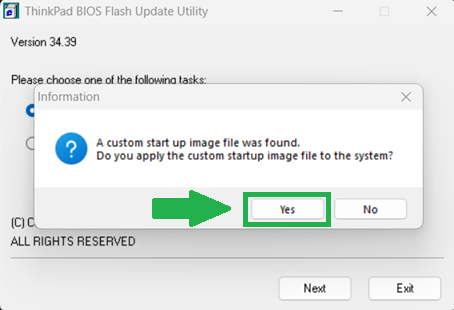 ThinkPad BIOS Flash Update Utility
Version 34.39
Please choose one of the following tasks:
Information
A custom start up image file was found.
Do you apply the custom startup image file to the system?
Yes
No
(C)
ALL RIGHTS RESERVED
Next
Exit